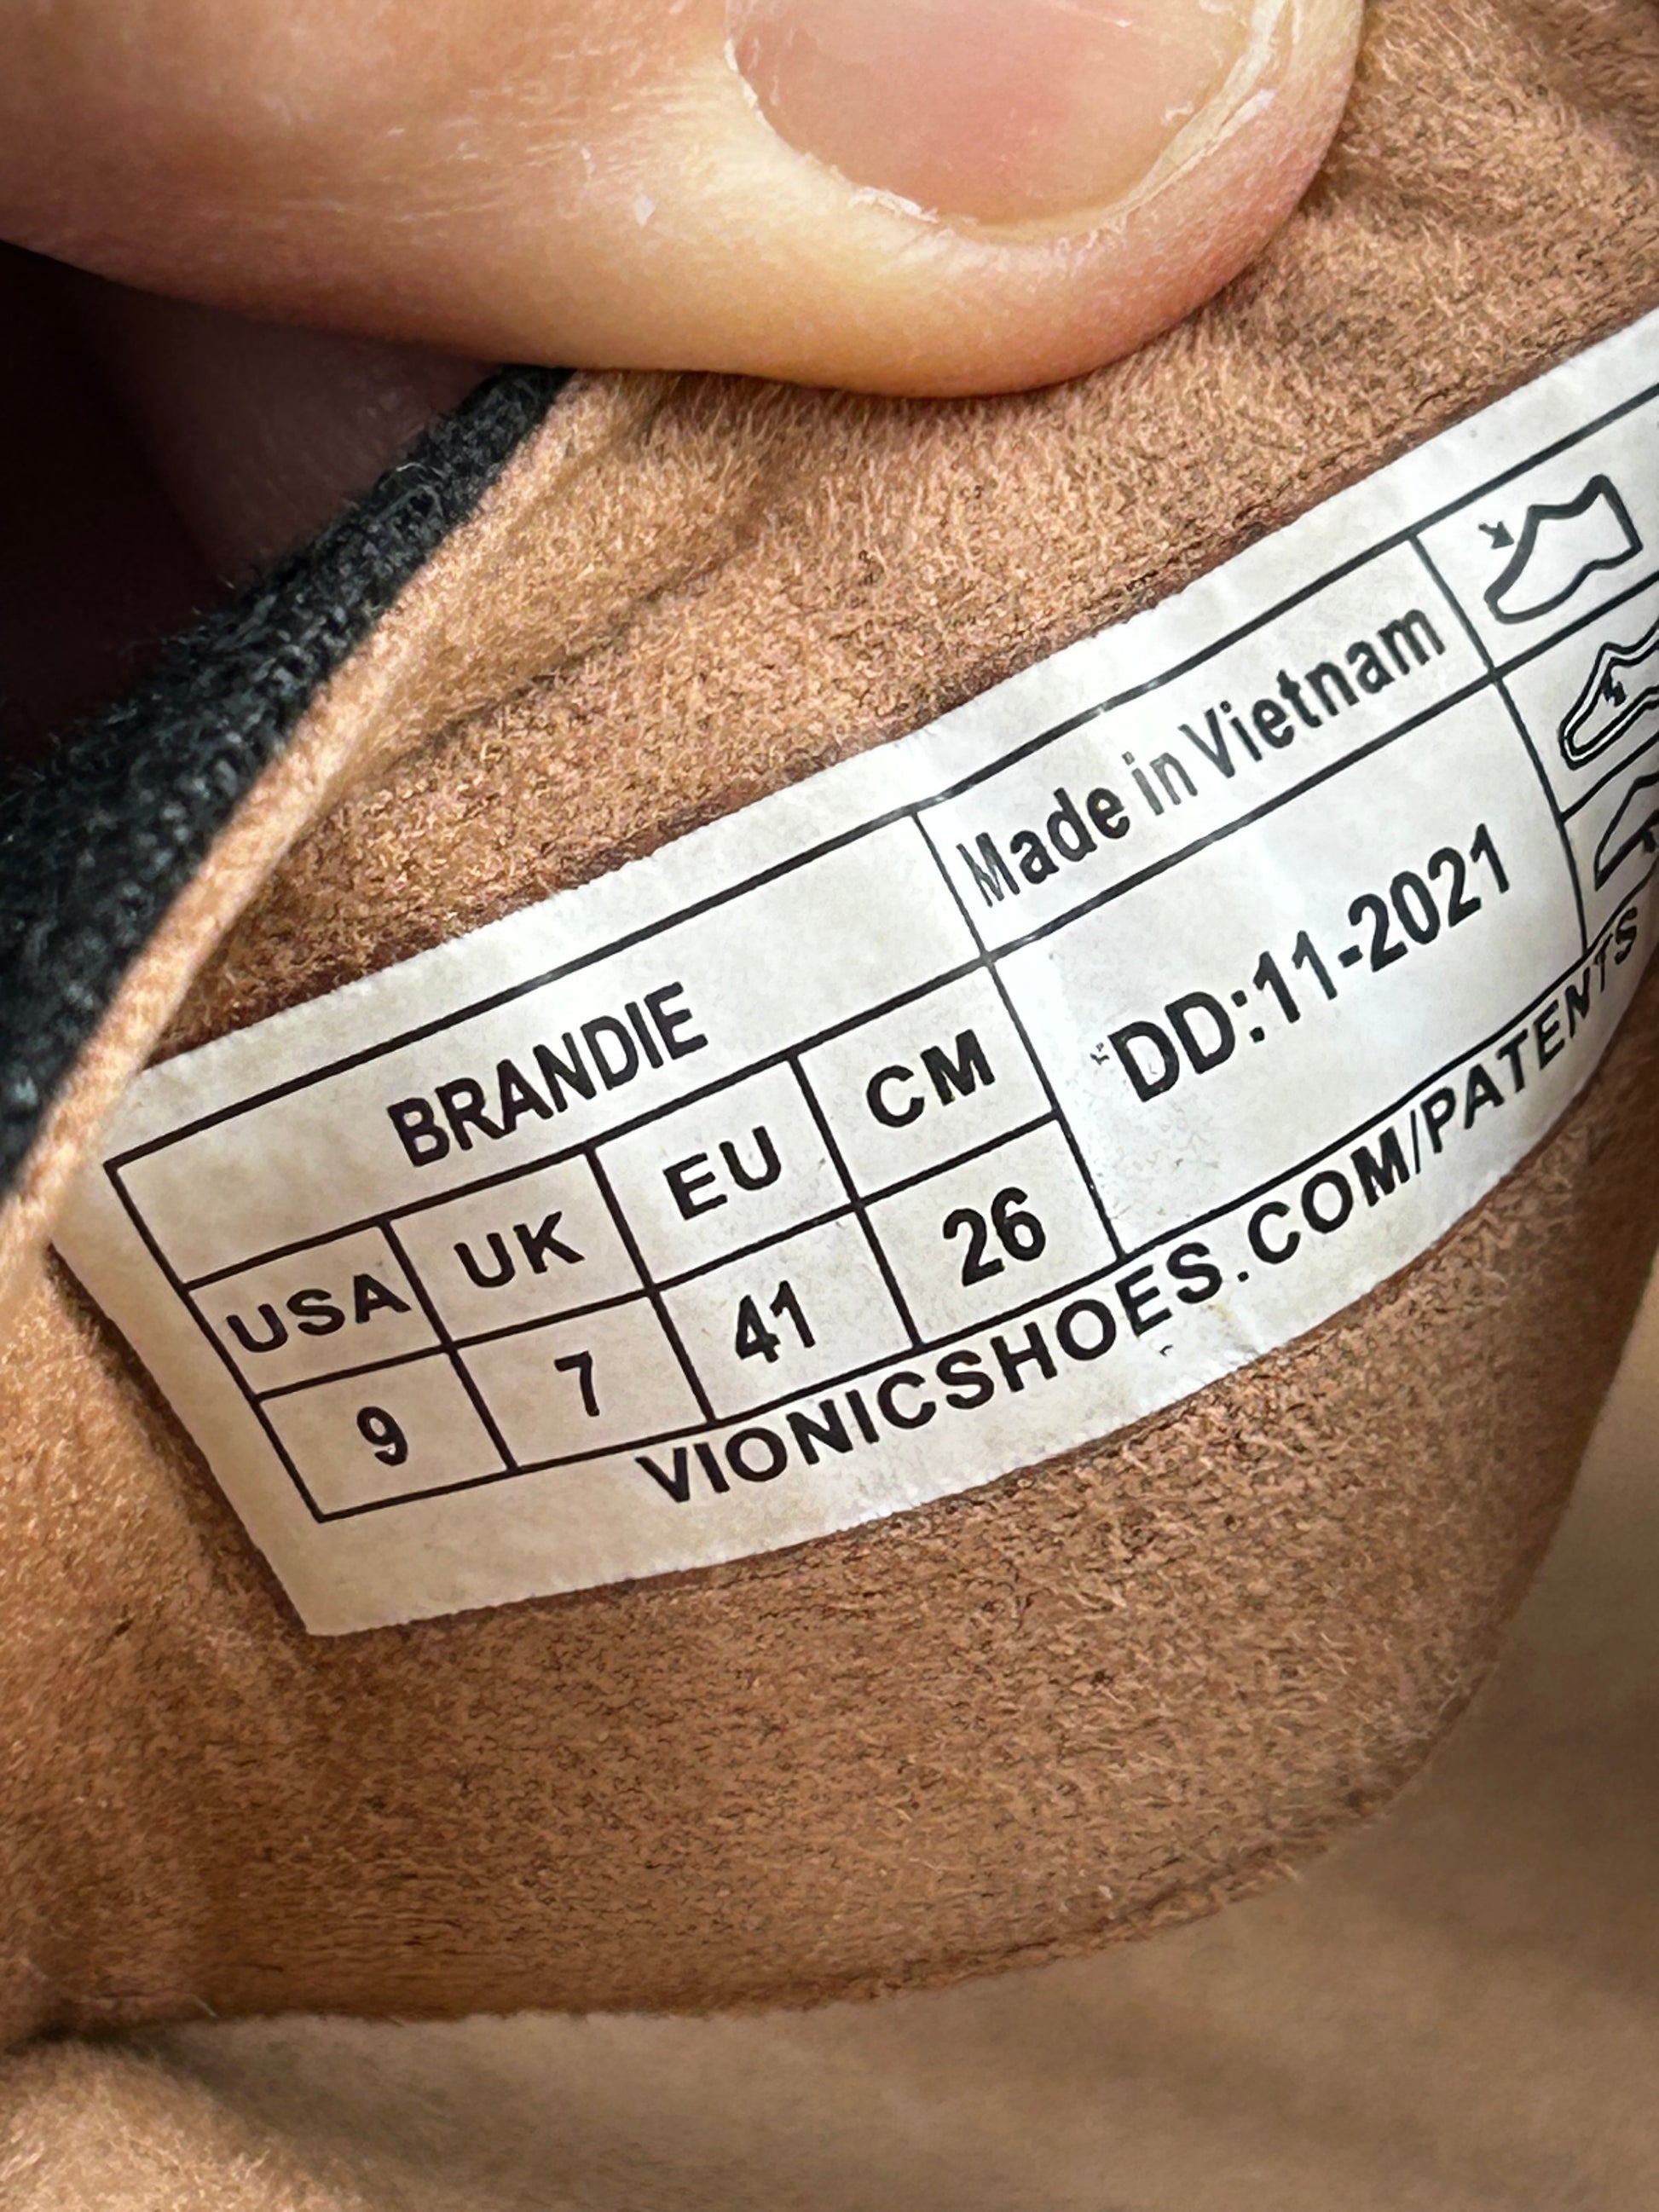 BRANDIE
Made in Vietnam
USA UK EU CM
9 7 41 26
DD:11-2021
VIONICSHOES.COM/PATENTS